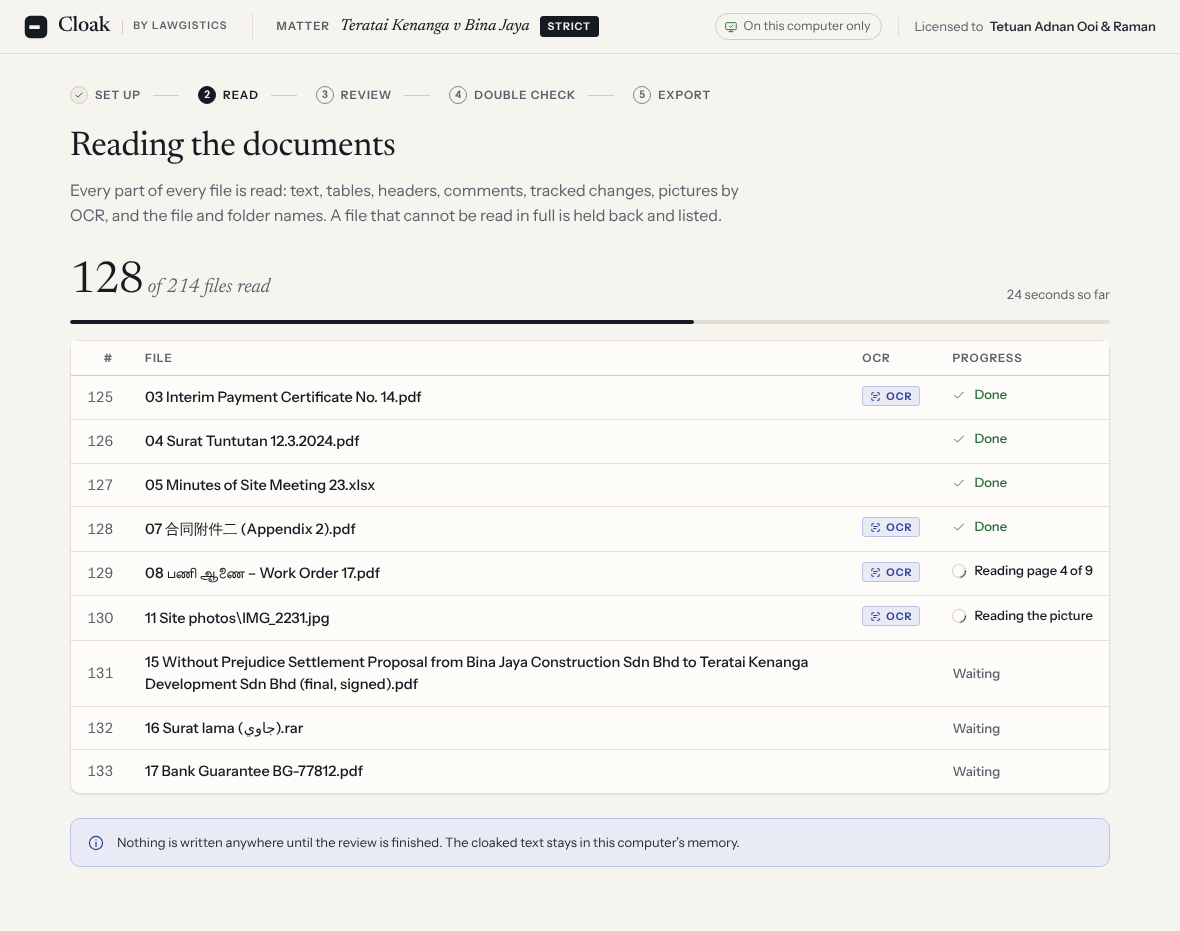 Cloak BY LAWGISTICS MATTER Teratai Kenanga v Bina Jaya STRICT On this computer only Licensed to Tetuan Adnan Ooi & Raman
SET UP 2 READ 3 REVIEW 4 DOUBLE CHECK 5 EXPORT
Reading the documents
Every part of every file is read: text, tables, headers, comments, tracked changes, pictures by
OCR, and the file and folder names. A file that cannot be read in full is held back and listed.
128 of 214 files read
24 seconds so far
# FILE OCR PROGRESS
125 03 Interim Payment Certificate No. 14.pdf OCR Done
126 04 Surat Tuntutan 12.3.2024.pdf Done
127 05 Minutes of Site Meeting 23.xlsx Done
128 07 合同附件二 (Appendix 2).pdf OCR Done
129 08 பணி ஆணை – Work Order 17.pdf OCR Reading page 4 of 9
130 11 Site photos\IMG_2231.jpg OCR Reading the picture
131 15 Without Prejudice Settlement Proposal from Bina Jaya Construction Sdn Bhd to Teratai Kenanga
Development Sdn Bhd (final, signed).pdf Waiting
132 16 Surat lama (جاوي).rar Waiting
133 17 Bank Guarantee BG-77812.pdf Waiting
Nothing is written anywhere until the review is finished. The cloaked text stays in this computer's memory.